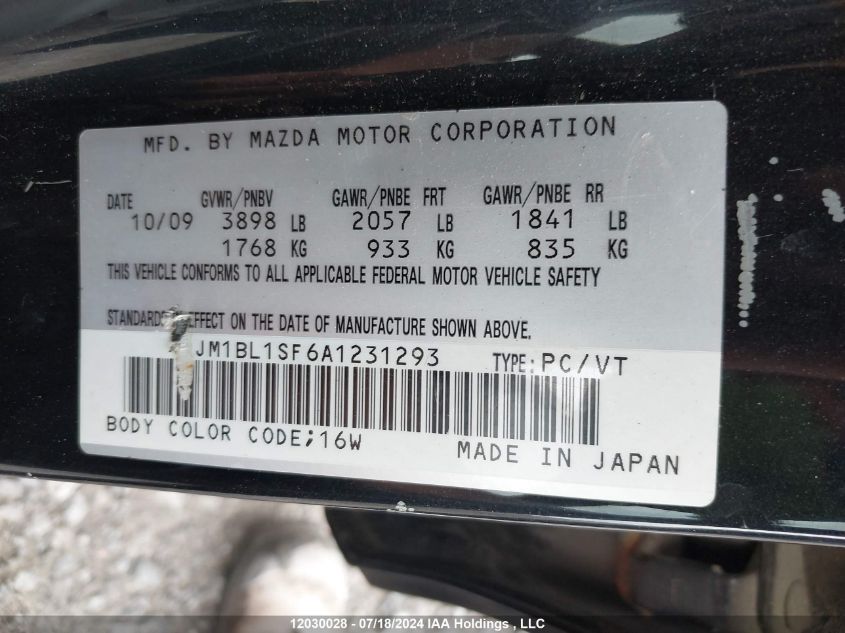 MFD. BY MAZDA MOTOR CORPORATION
DATE GVWR/PNBV GAWR/PNBE FRT GAWR/PNBE RR
10/09 3898 LB 2057 LB 1841 LB
1768 KG 933 KG 835 KG
THIS VEHICLE CONFORMS TO ALL APPLICABLE FEDERAL MOTOR VEHICLE SAFETY
STANDARDS EFFECT ON THE DATE OF MANUFACTURE SHOWN ABOVE.
JM1BL1SF6A1231293 TYPE:PC/VT
BODY COLOR CODE;16W
MADE IN JAPAN
12030028 - 07/18/2024 IAA Holdings , LLC